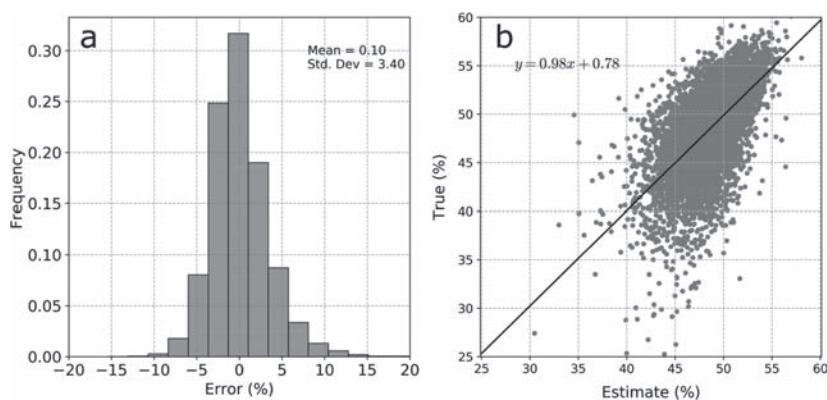 a
Mean = 0.10
Std. Dev = 3.40
Frequency
0.30
0.25
0.20
0.15
0.10
0.05
0.00
−20 −15 −10 −5 0 5 10 15 20
Error (%)
b
y = 0.98x + 0.78
True (%)
60
55
50
45
40
35
30
25
25 30 35 40 45 50 55 60
Estimate (%)